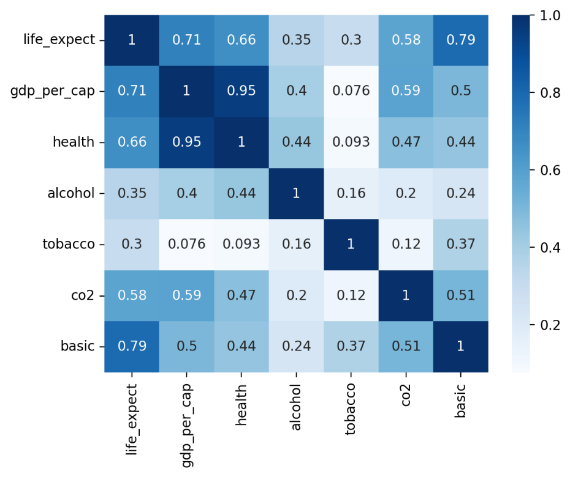 life_expect 1 0.71 0.66 0.35 0.3 0.58 0.79
gdp_per_cap 0.71 1 0.95 0.4 0.076 0.59 0.5
health 0.66 0.95 1 0.44 0.093 0.47 0.44
alcohol 0.35 0.4 0.44 1 0.16 0.2 0.24
tobacco 0.3 0.076 0.093 0.16 1 0.12 0.37
co2 0.58 0.59 0.47 0.2 0.12 1 0.51
basic 0.79 0.5 0.44 0.24 0.37 0.51 1
life_expect gdp_per_cap health alcohol tobacco co2 basic
1.0
0.8
0.6
0.4
0.2